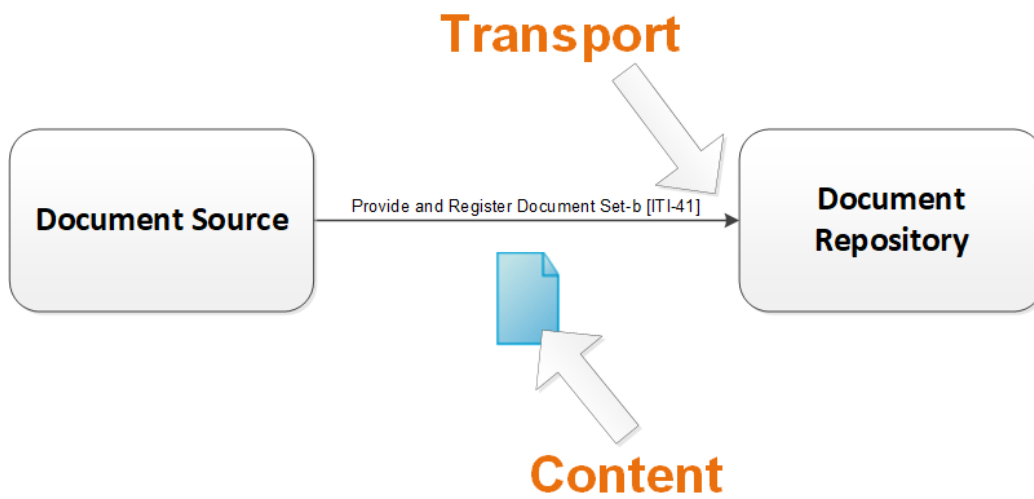 Transport
Document Source
Provide and Register Document Set-b [ITI-41]
Document
Repository
Content